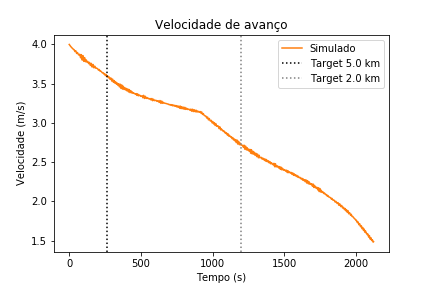 Velocidade de avanço
Simulado
Target 5.0 km
Target 2.0 km
Velocidade (m/s)
4.0
3.5
3.0
2.5
2.0
1.5
0 500 1000 1500 2000
Tempo (s)